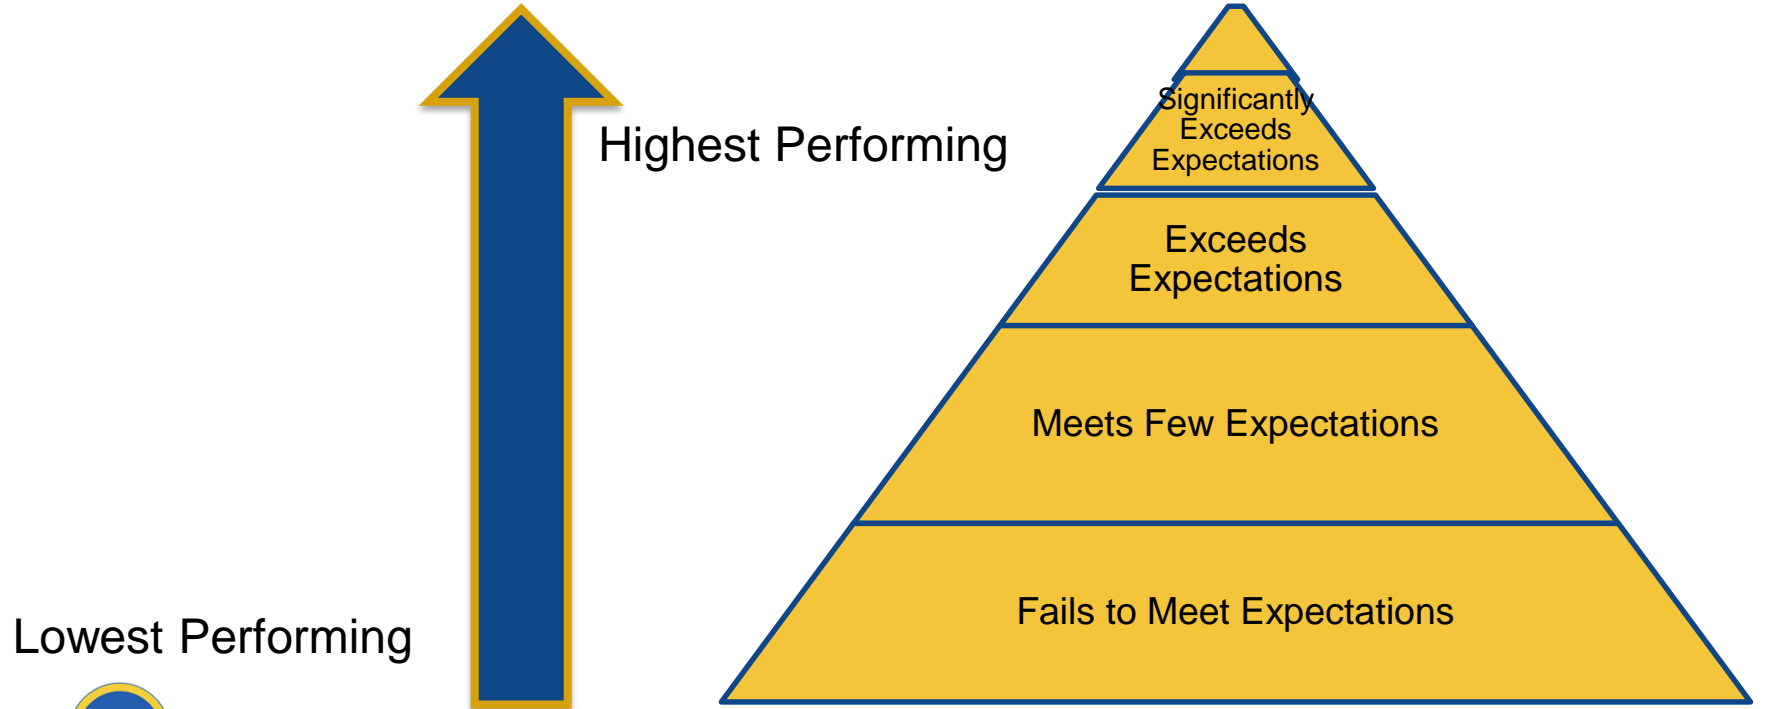 Highest Performing
Lowest Performing
Significantly
Exceeds
Expectations
Exceeds
Expectations
Meets Few Expectations
Fails to Meet Expectations